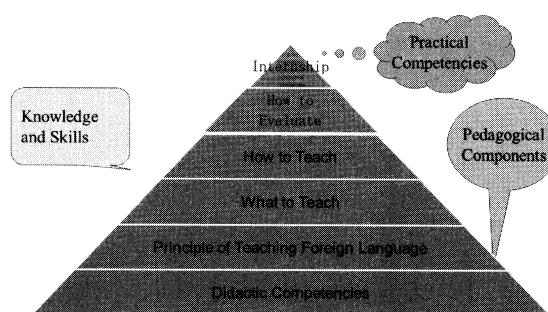 Practical
Competencies
Internship
How to
Evaluate
Knowledge
and Skills
Pedagogical
Components
How to Teach
What to Teach
Principle of Teaching Foreign Language
Didactic Competencies